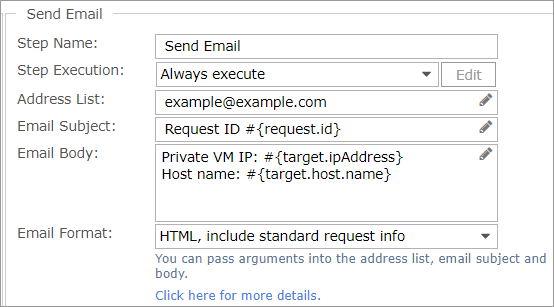 Send Email
Step Name: Send Email
Step Execution: Always execute Edit
Address List: example@example.com
Email Subject: Request ID #{request.id}
Email Body: Private VM IP: #{target.ipAddress}
Host name: #{target.host.name}
Email Format: HTML, include standard request info
You can pass arguments into the address list, email subject and
body.
Click here for more details.